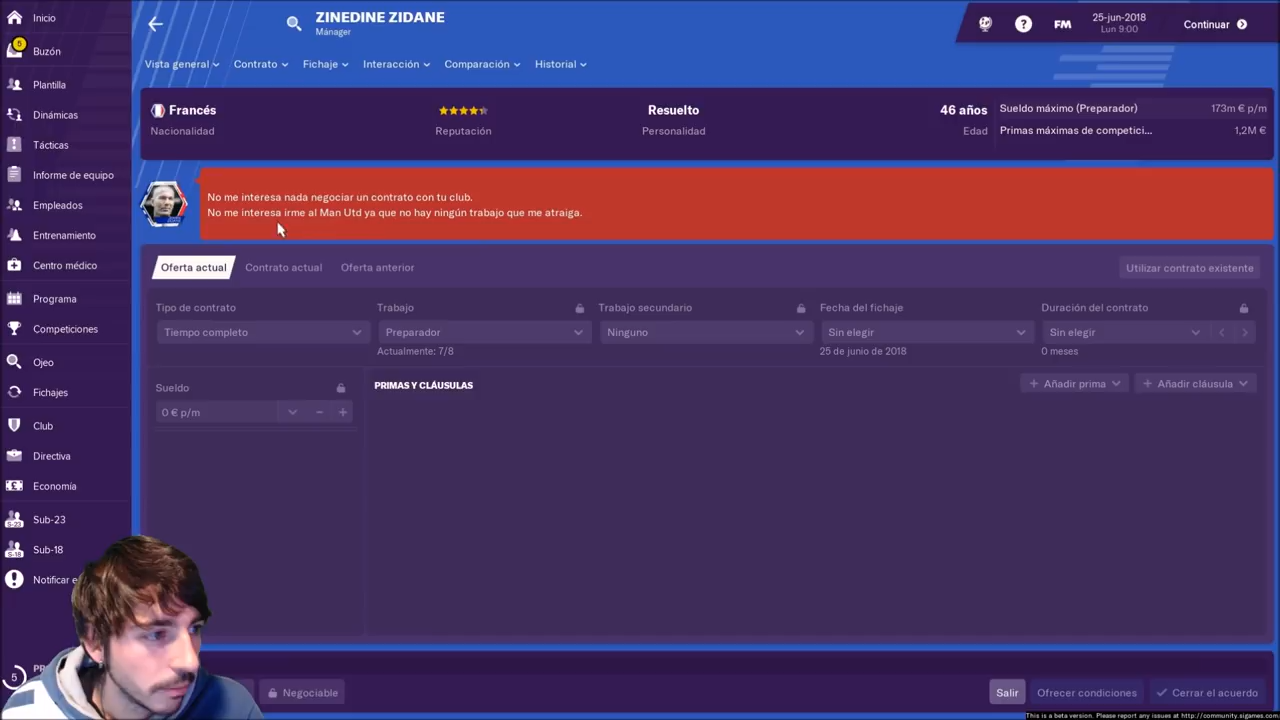 Inicio
ZINEDINE ZIDANE
Mánager
FM
25-jun-2018
Lun 9:00
Continuar
5
Buzón
Vista general
Contrato
Fichaje
Interacción
Comparación
Historial
Plantilla
Dinámicas
Tácticas
Informe de equipo
Empleados
Entrenamiento
Centro médico
Programa
Competiciones
Ojeo
Fichajes
Club
Directiva
Economía
S-23
Sub-23
S-18
Sub-18
Francés
Nacionalidad
Reputación
Resuelto
Personalidad
46 años
Edad
Sueldo máximo (Preparador)
173m € p/m
Primas máximas de competici...
1,2M €
No me interesa nada negociar un contrato con tu club.
No me interesa irme al Man Utd ya que no hay ningún trabajo que me atraiga.
Oferta actual
Contrato actual
Oferta anterior
Utilizar contrato existente
Tipo de contrato
Trabajo
Trabajo secundario
Fecha del fichaje
Duración del contrato
Tiempo completo
Preparador
Ninguno
Sin elegir
Sin elegir
Actualmente: 7/8
25 de junio de 2018
0 meses
Sueldo
0 € p/m
PRIMAS Y CLÁUSULAS
Añadir prima
Añadir cláusula
Notificar e
5
Negociable
Salir
Ofrecer condiciones
Cerrar el acuerdo
This is a beta version. Please report any issues at http://community.sigames.com